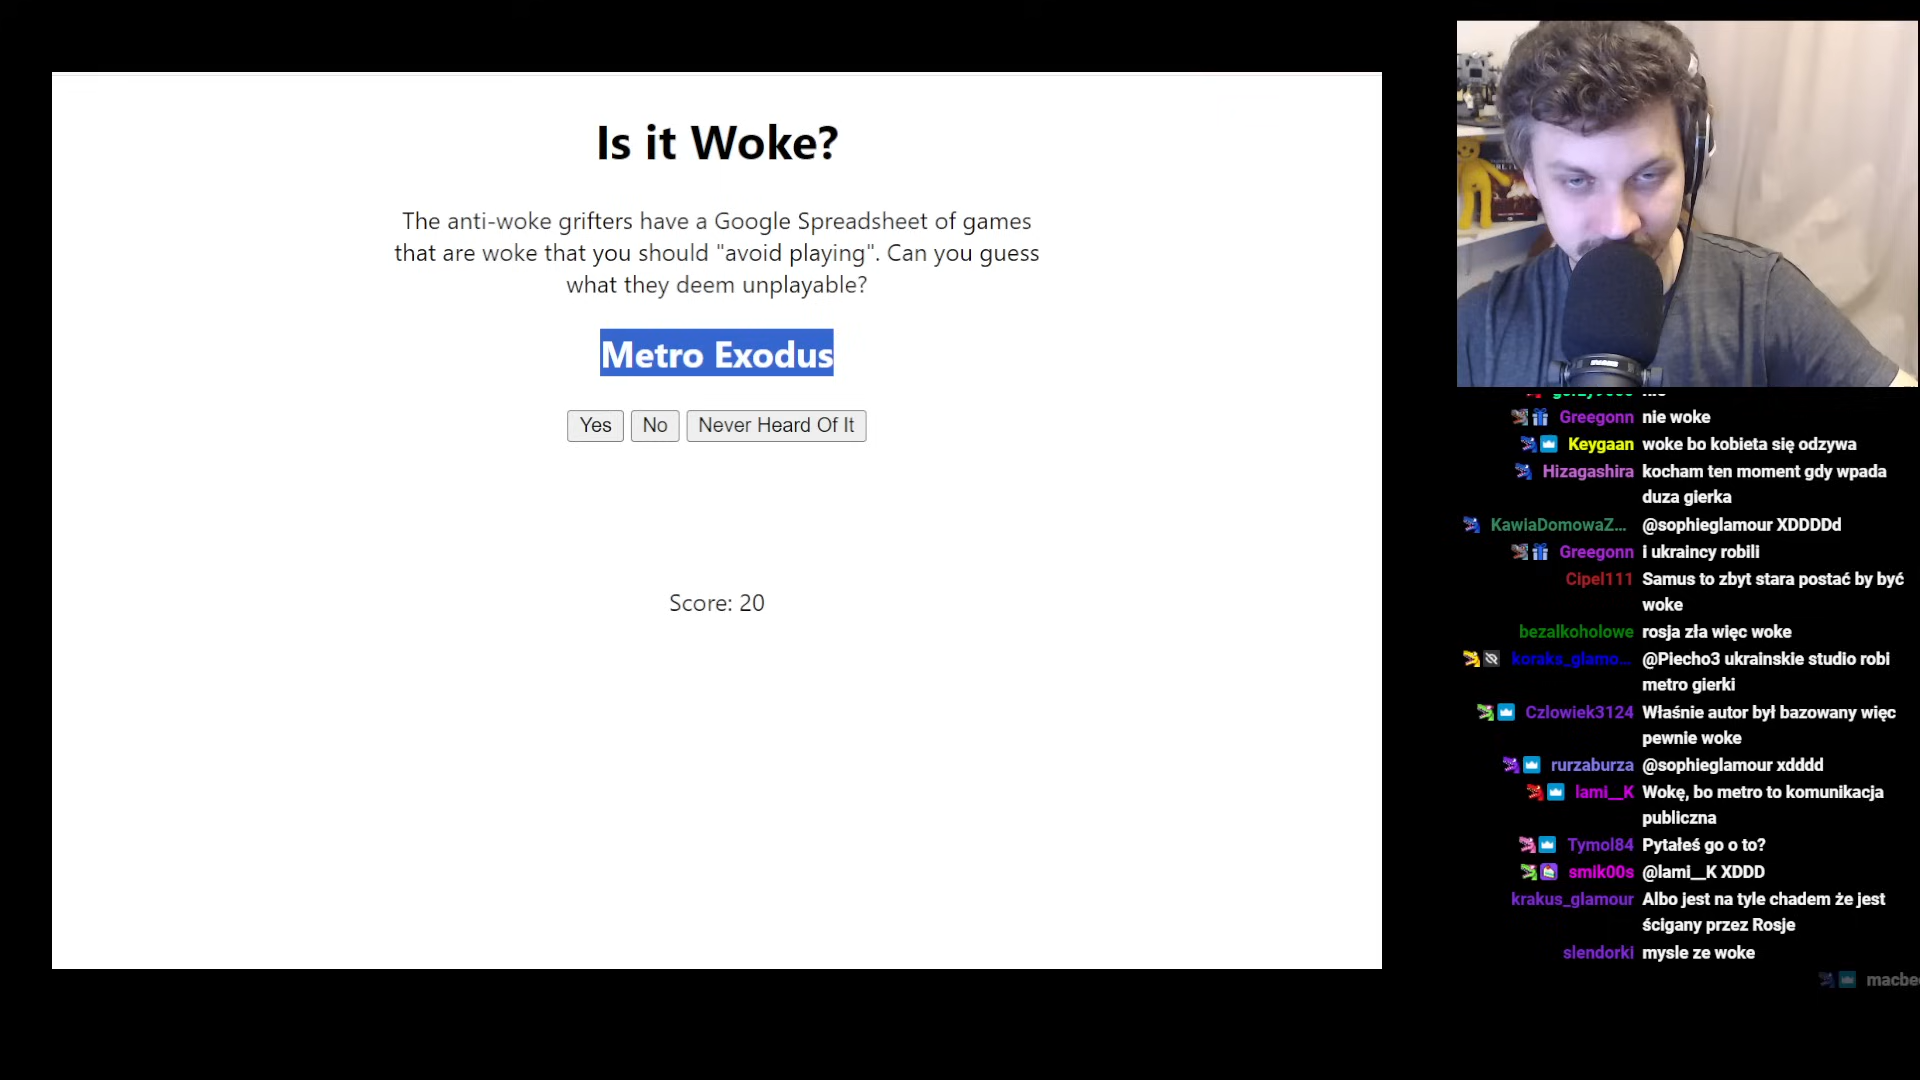 Is it Woke?
The anti-woke grifters have a Google Spreadsheet of games
that are woke that you should "avoid playing". Can you guess
what they deem unplayable?
Metro Exodus
Yes No Never Heard Of It
Score: 20
Greegonn nie woke
Keygaan woke bo kobieta się odzywa
Hizagashira kocham ten moment gdy wpada
duza gierka
KawiaDomowaZ... @sophieglamour XDDDDd
Greegonn i ukraincy robili
Cipel111 Samus to zbyt stara postać by być
woke
bezalkoholowe rosja zła więc woke
koraks_glamo... @Piecho3 ukrainskie studio robi
metro gierki
Czlowiek3124 Właśnie autor był bazowany więc
pewnie woke
rurzaburza @sophieglamour xdddd
lami__K Wokę, bo metro to komunikacja
publiczna
Tymol84 Pytałeś go o to?
smik00s @lami__K XDDD
krakus_glamour Albo jest na tyle chadem że jest
ścigany przez Rosje
slendorki mysle ze woke